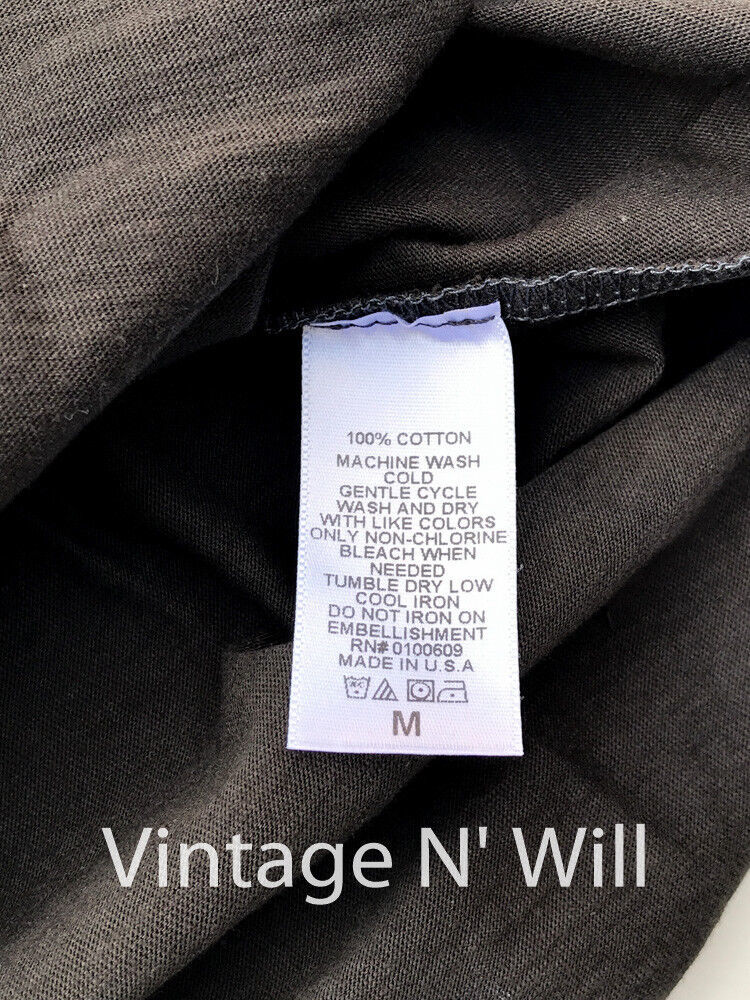 100% COTTON
MACHINE WASH
COLD
GENTLE CYCLE
WASH AND DRY
WITH LIKE COLORS
ONLY NON-CHLORINE
BLEACH WHEN
NEEDED
TUMBLE DRY LOW
COOL IRON
DO NOT IRON ON
EMBELLISHMENT
RN# 0100609
MADE IN U.S.A
M
Vintage N' Will